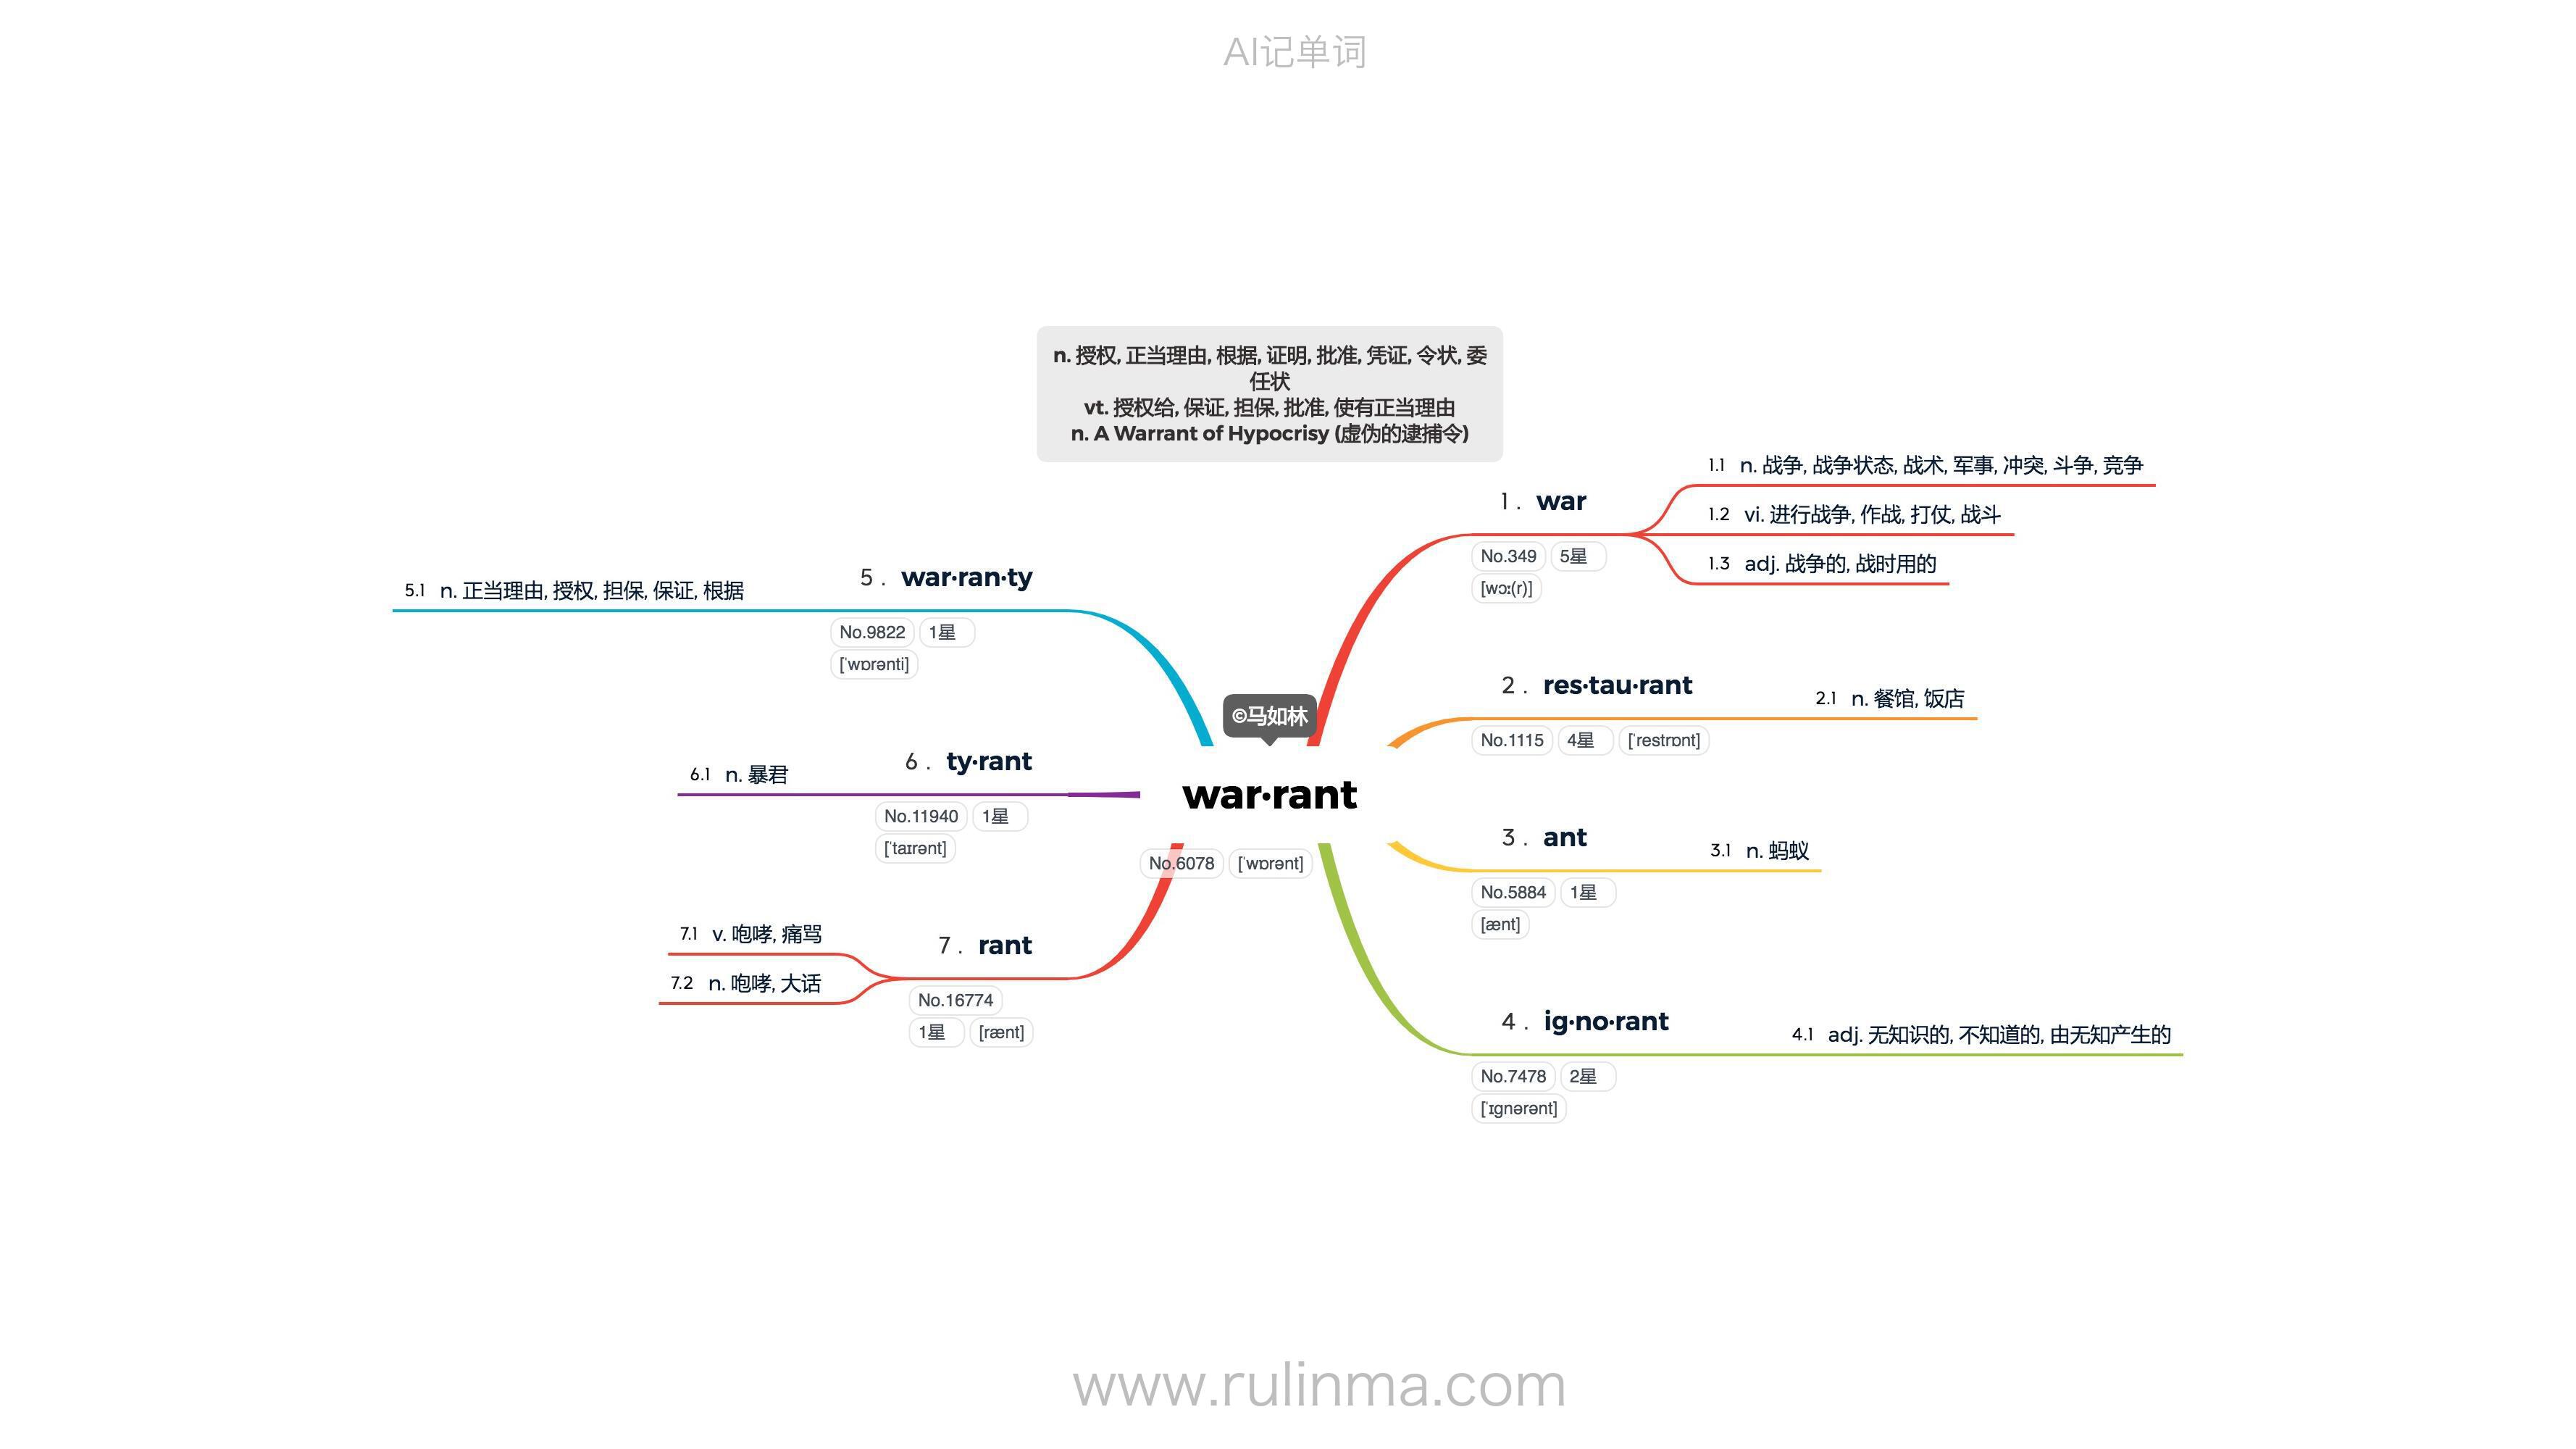 AI记单词
n. 授权, 正当理由, 根据, 证明, 批准, 凭证, 令状, 委
任状
vt. 授权给, 保证, 担保, 批准, 使有正当理由
n. A Warrant of Hypocrisy (虚伪的逮捕令)
©马如林
war·rant
No.6078 [ˈwɒrənt]
1 . war
No.349 5星
[wɔː(r)]
1.1 n. 战争, 战争状态, 战术, 军事, 冲突, 斗争, 竞争
1.2 vi. 进行战争, 作战, 打仗, 战斗
1.3 adj. 战争的, 战时用的
2 . res·tau·rant
No.1115 4星 [ˈrestrɒnt]
2.1 n. 餐馆, 饭店
3 . ant
No.5884 1星
[ænt]
3.1 n. 蚂蚁
4 . ig·no·rant
No.7478 2星
[ˈɪgnərənt]
4.1 adj. 无知识的, 不知道的, 由无知产生的
5 . war·ran·ty
No.9822 1星
[ˈwɒrənti]
5.1 n. 正当理由, 授权, 担保, 保证, 根据
6 . ty·rant
No.11940 1星
[ˈtaɪrənt]
6.1 n. 暴君
7 . rant
No.16774
1星 [rænt]
7.1 v. 咆哮, 痛骂
7.2 n. 咆哮, 大话
www.rulinma.com